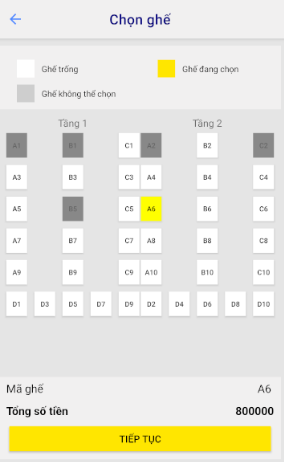 Chọn ghế
Ghế trống Ghế đang chọn
Ghế không thể chọn
Tầng 1 Tầng 2
A1 B1 C1 A2 B2 C2
A3 B3 C3 A4 B4 C4
A5 B5 C5 A6 B6 C6
A7 B7 C7 A8 B8 C8
A9 B9 C9 A10 B10 C10
D1 D3 D5 D7 D9 D2 D4 D6 D8 D10
Mã ghế A6
Tổng số tiền 800000
TIẾP TỤC